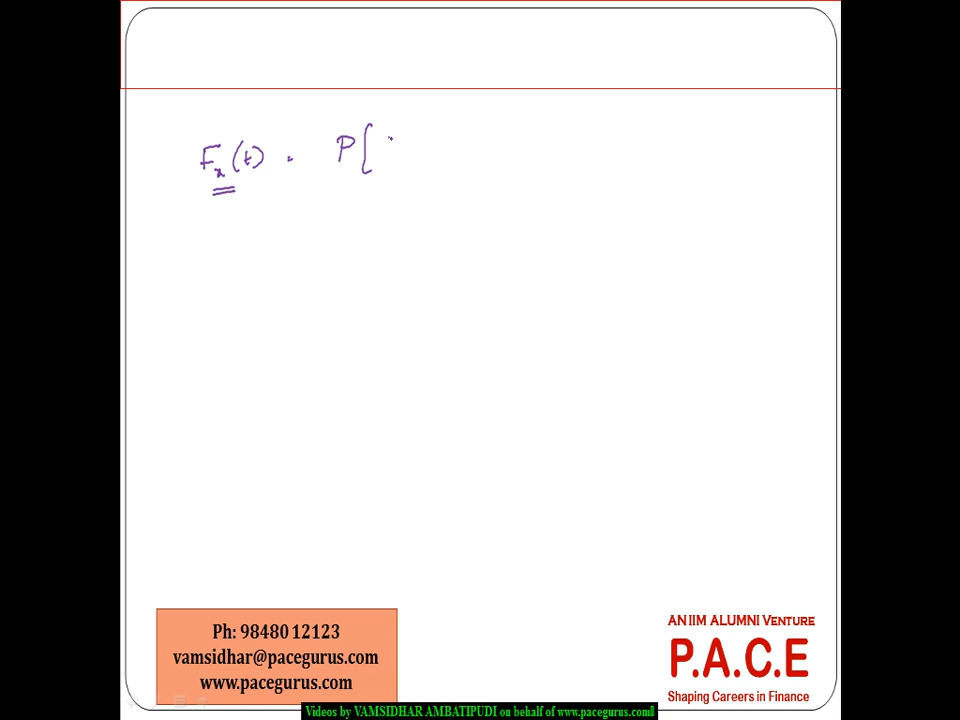 Fx(t) = P{
Ph: 98480 12123
vamsidhar@pacegurus.com
www.pacegurus.com
AN IIM ALUMNI VENTURE
P.A.C.E
Shaping Careers in Finance
Videos by VAMSIDHAR AMBATIPUDI on behalf of www.pacegurus.com